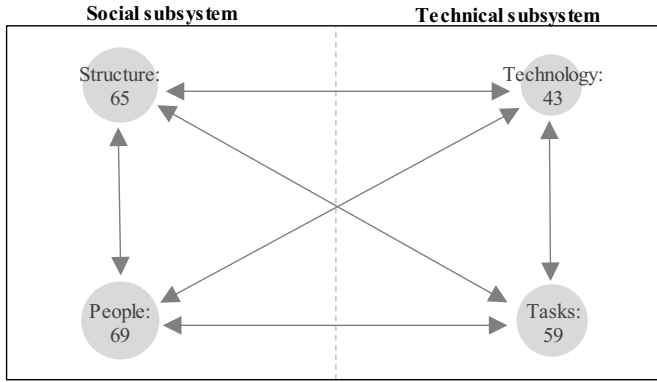 Social subsystem
Technical subsystem
Structure:
65
Technology:
43
People:
69
Tasks:
59